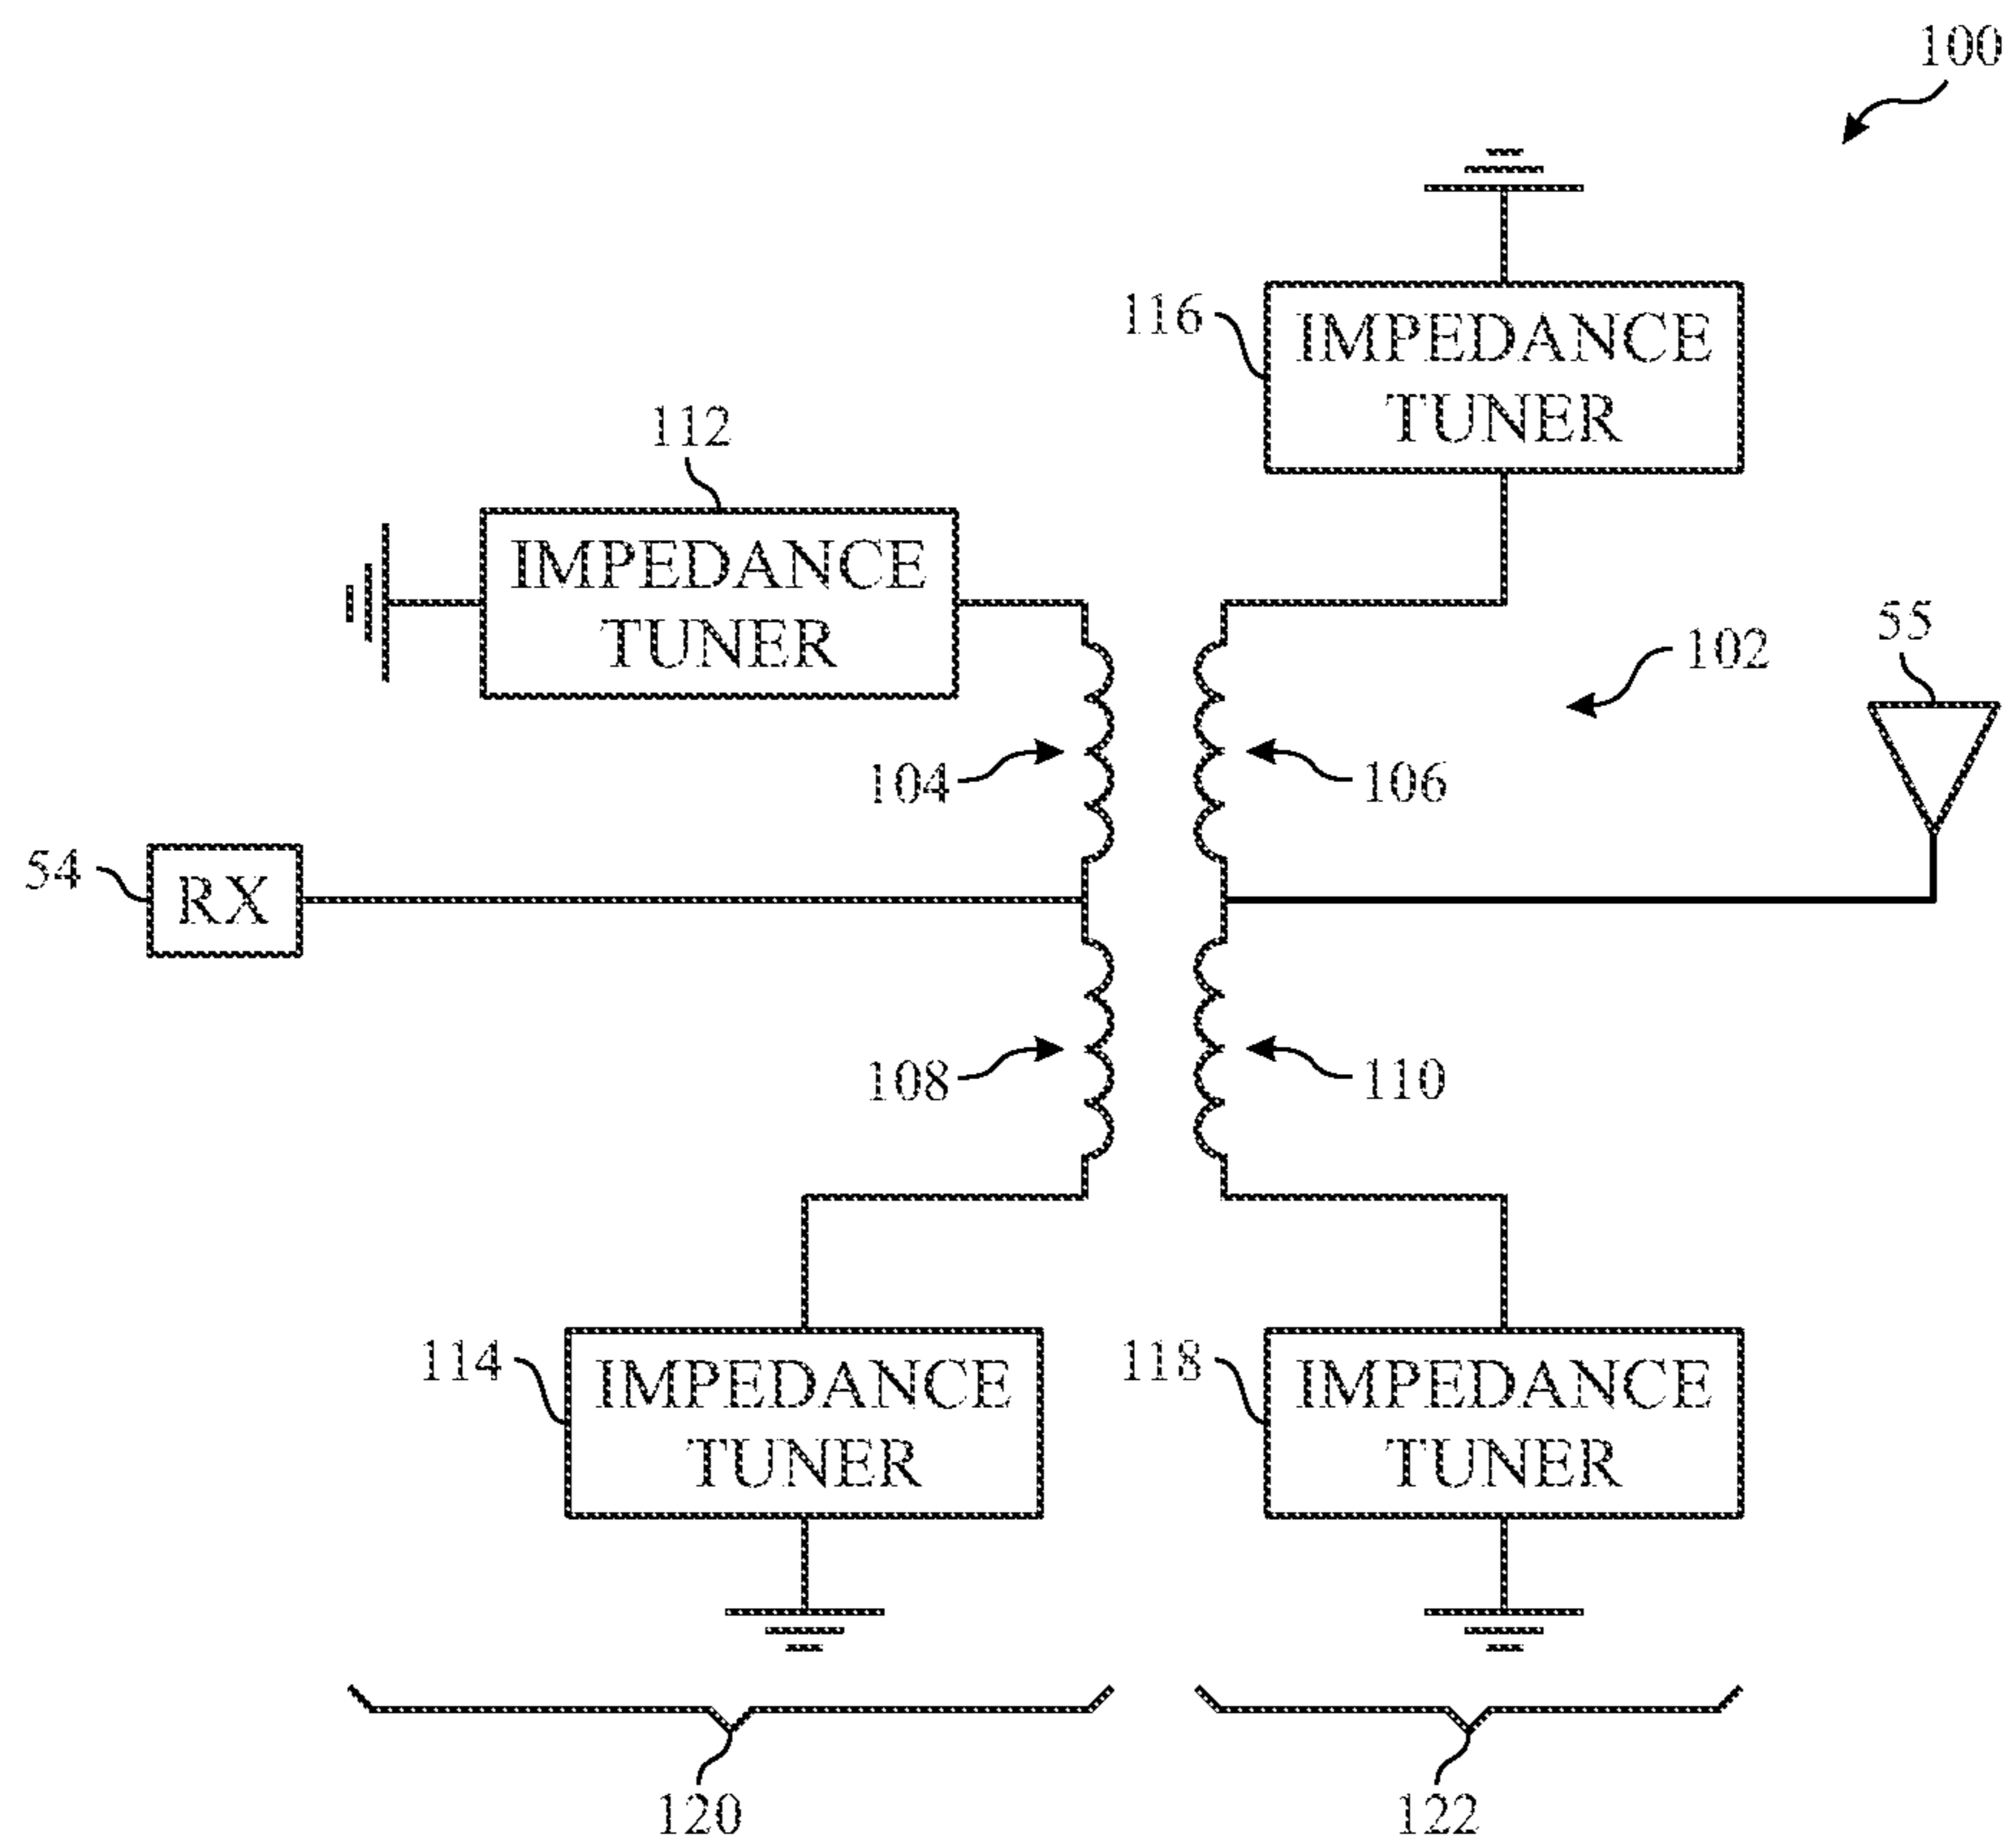 100
116
IMPEDANCE
TUNER
112
IMPEDANCE
TUNER
102
55
104
106
54
RX
108
110
114
IMPEDANCE
TUNER
118
IMPEDANCE
TUNER
120
122